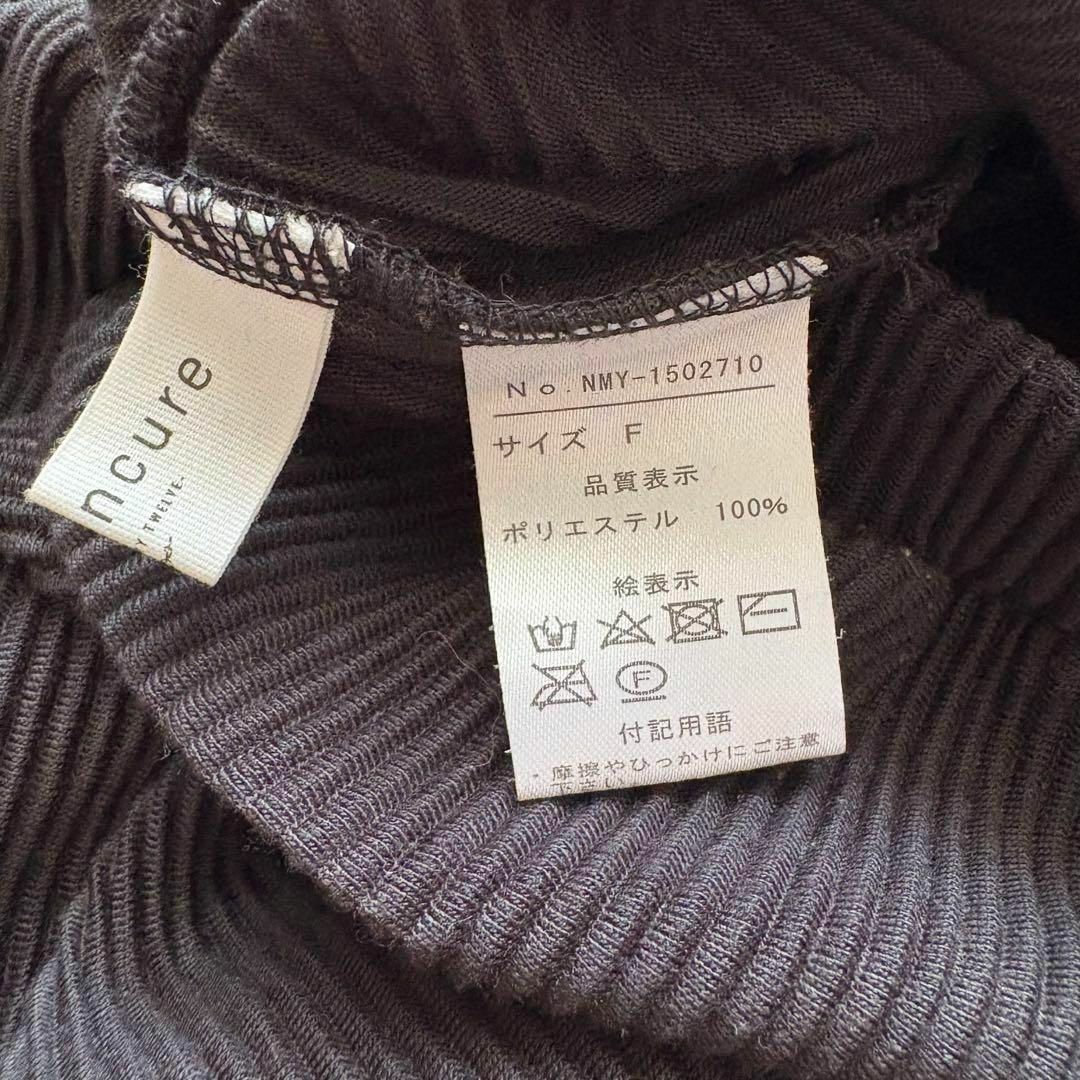 ncure
TWELVE.
No. NMY-1502710
サイズ F
品質表示
ポリエステル 100%
絵表示
F
付記用語
・摩擦やひっかけにご注意